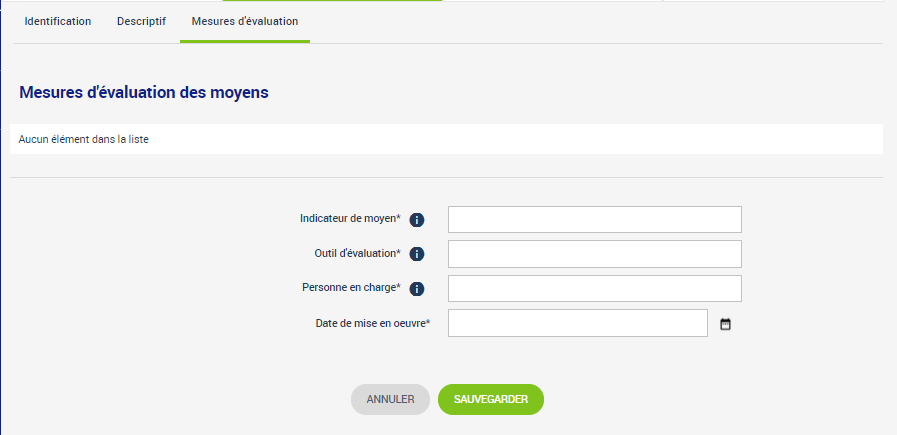 Identification Descriptif Mesures d'évaluation
Mesures d'évaluation des moyens
Aucun élément dans la liste
Indicateur de moyen*
Outil d'évaluation*
Personne en charge*
Date de mise en oeuvre*
ANNULER SAUVEGARDER